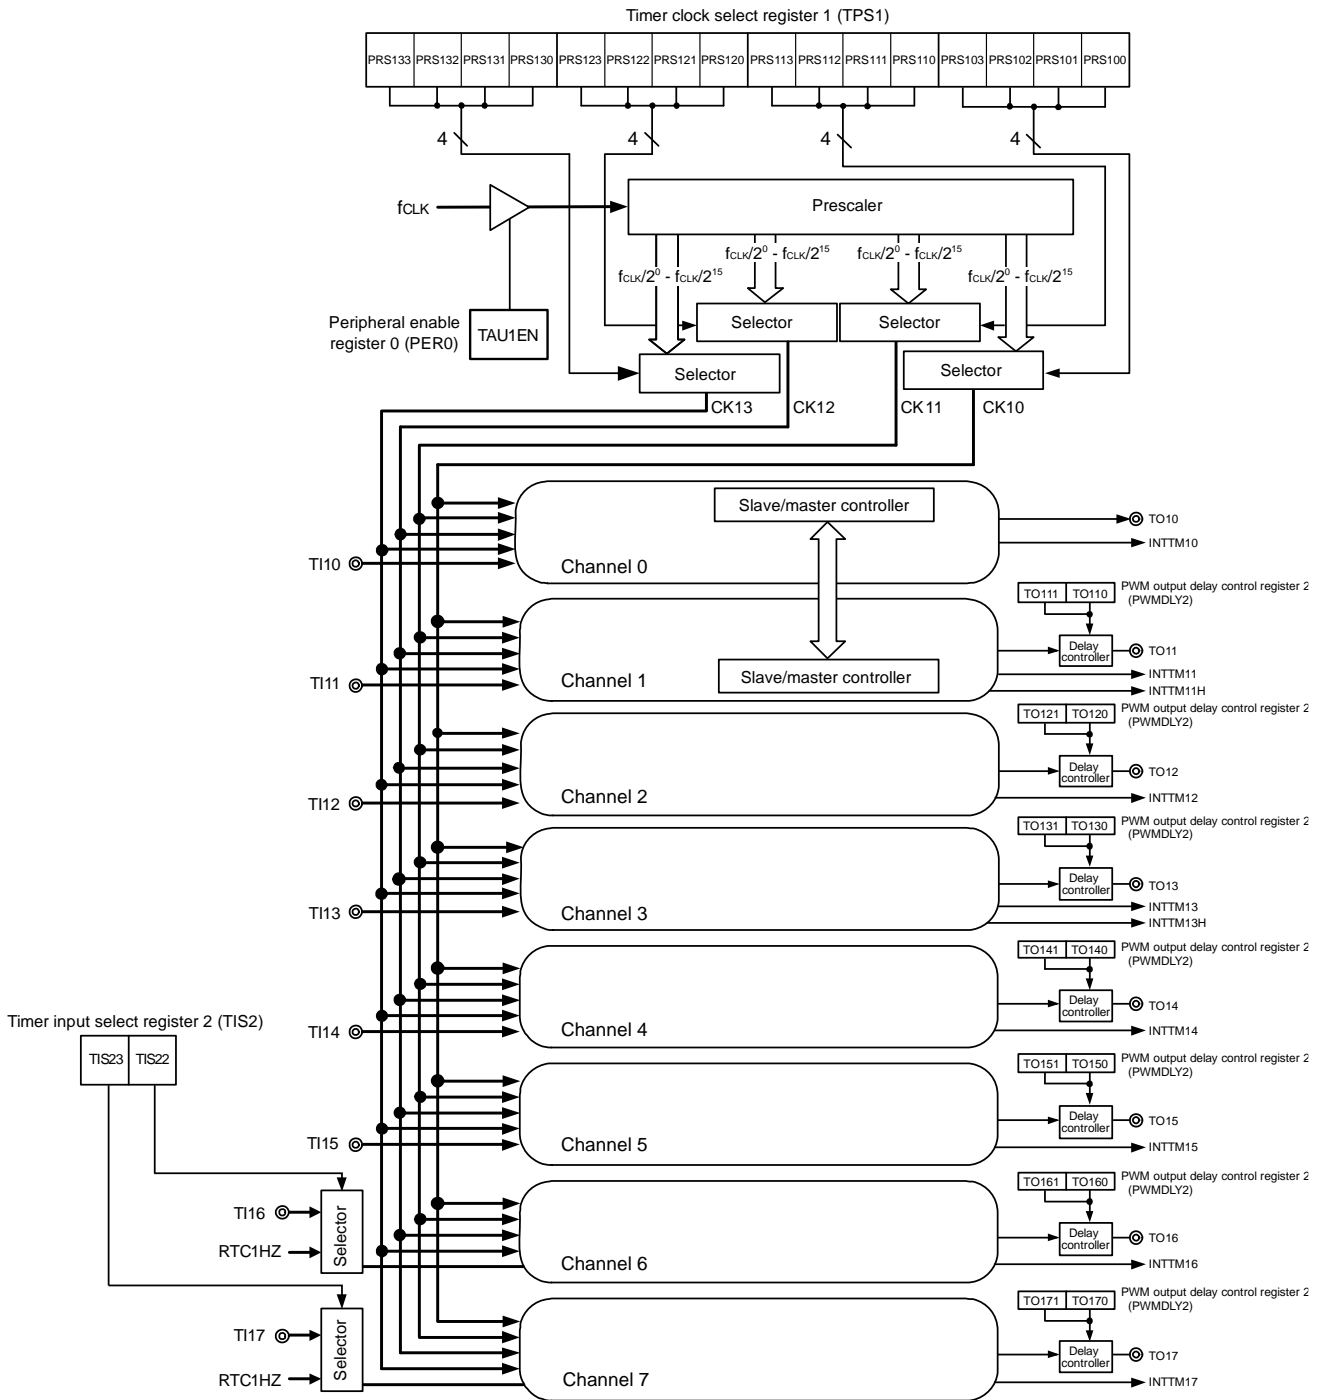 Timer clock select register 1 (TPS1)
PRS133 PRS132 PRS131 PRS130 PRS123 PRS122 PRS121 PRS120 PRS113 PRS112 PRS111 PRS110 PRS103 PRS102 PRS101 PRS100
4 4 4 4
fCLK
Prescaler
fCLK/2⁰ - fCLK/2¹⁵ fCLK/2⁰ - fCLK/2¹⁵
fCLK/2⁰ - fCLK/2¹⁵ fCLK/2⁰ - fCLK/2¹⁵
Peripheral enable
register 0 (PER0)
TAU1EN
Selector Selector
Selector Selector
CK13 CK12 CK11 CK10
Slave/master controller
TO10
INTTM10
TI10
Channel 0
TO111 TO110
PWM output delay control register 2
(PWMDLY2)
Delay
controller
TO11
INTTM11
INTTM11H
Slave/master controller
TI11
Channel 1
TO121 TO120
PWM output delay control register 2
(PWMDLY2)
Delay
controller
TO12
INTTM12
TI12
Channel 2
TO131 TO130
PWM output delay control register 2
(PWMDLY2)
Delay
controller
TO13
INTTM13
INTTM13H
TI13
Channel 3
TO141 TO140
PWM output delay control register 2
(PWMDLY2)
Delay
controller
TO14
INTTM14
TI14
Channel 4
Timer input select register 2 (TIS2)
TIS23 TIS22
TO151 TO150
PWM output delay control register 2
(PWMDLY2)
Delay
controller
TO15
INTTM15
TI15
Channel 5
TO161 TO160
PWM output delay control register 2
(PWMDLY2)
Delay
controller
TO16
INTTM16
TI16
RTC1HZ
Selector
Channel 6
TO171 TO170
PWM output delay control register 2
(PWMDLY2)
Delay
controller
TO17
INTTM17
TI17
RTC1HZ
Selector
Channel 7